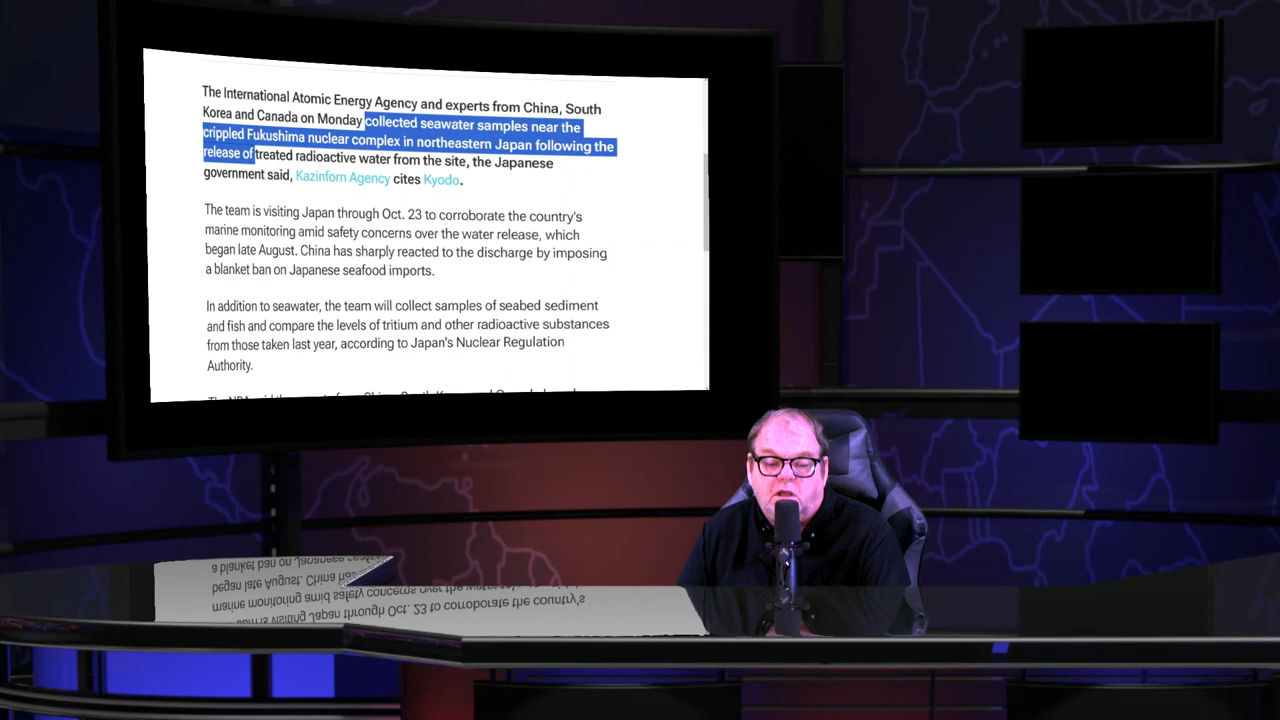 The International Atomic Energy Agency and experts from China, South
Korea and Canada on Monday collected seawater samples near the
crippled Fukushima nuclear complex in northeastern Japan following the
release of treated radioactive water from the site, the Japanese
government said, Kazinforn Agency cites Kyodo.
The team is visiting Japan through Oct. 23 to corroborate the country's
marine monitoring amid safety concerns over the water release, which
began late August. China has sharply reacted to the discharge by imposing
a blanket ban on Japanese seafood imports.
In addition to seawater, the team will collect samples of seabed sediment
and fish and compare the levels of tritium and other radioactive substances
from those taken last year, according to Japan's Nuclear Regulation
Authority.